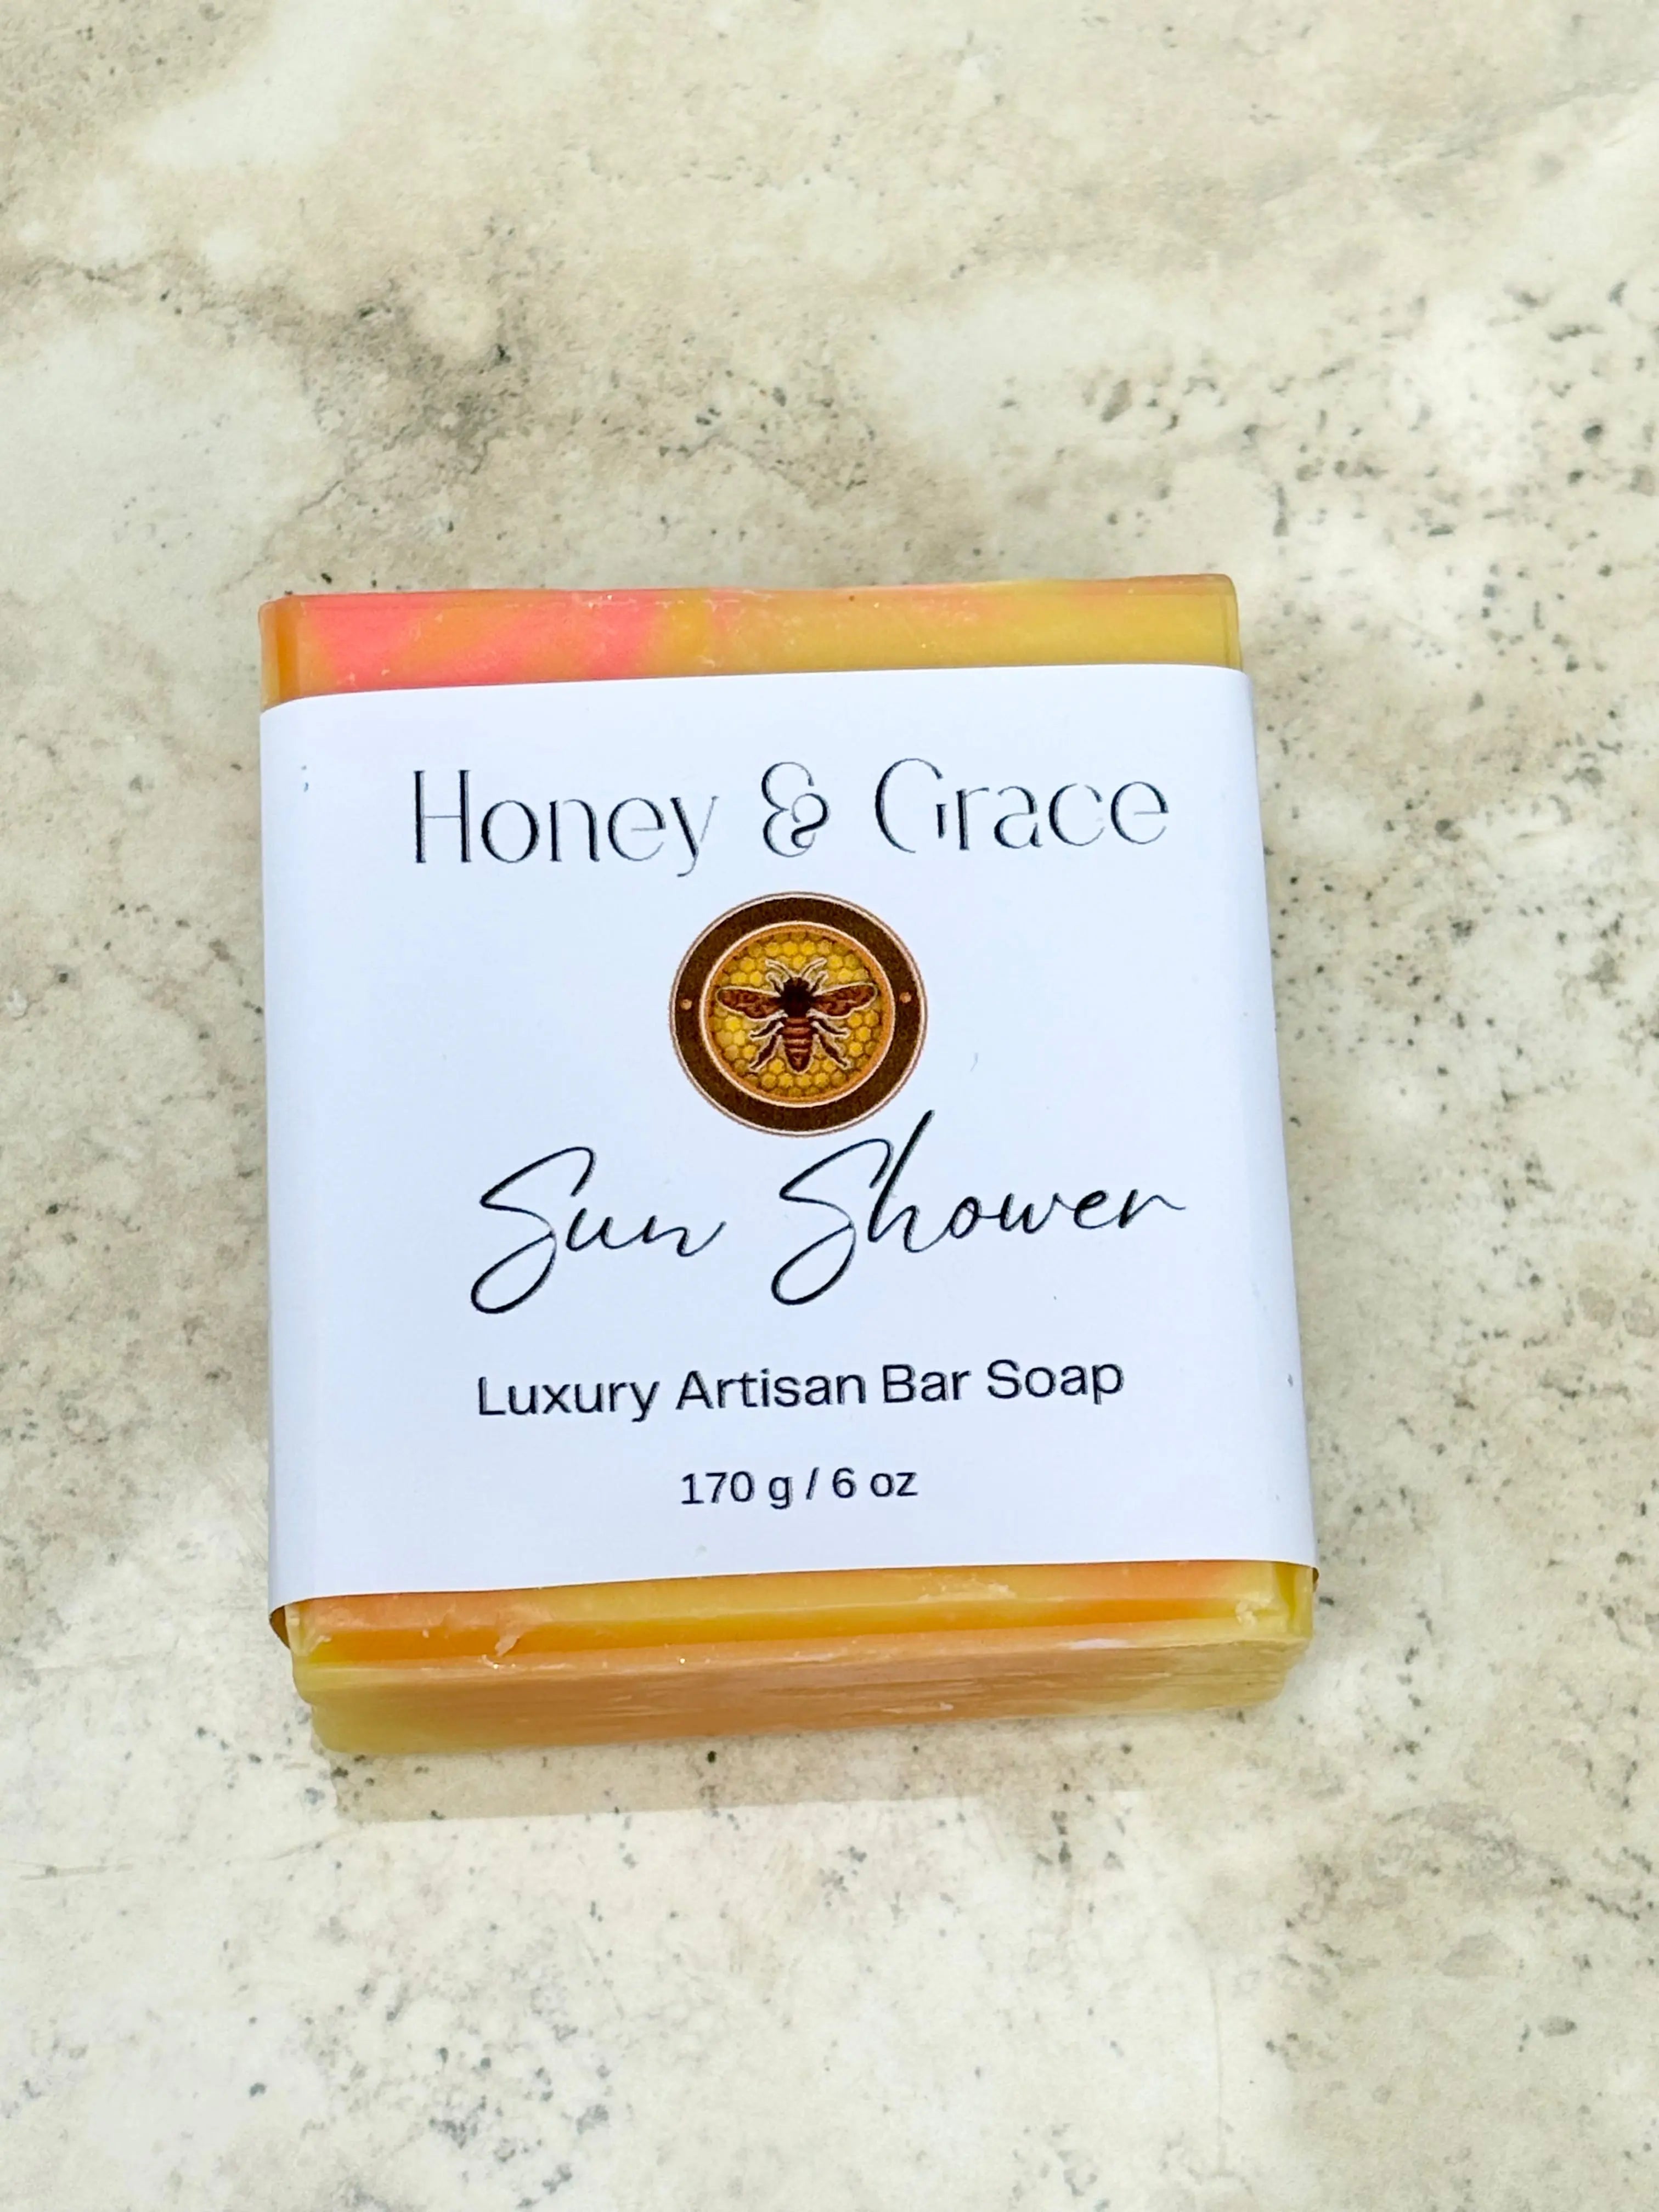 Honey & Grace
Sun Shower
Luxury Artisan Bar Soap
170 g / 6 oz